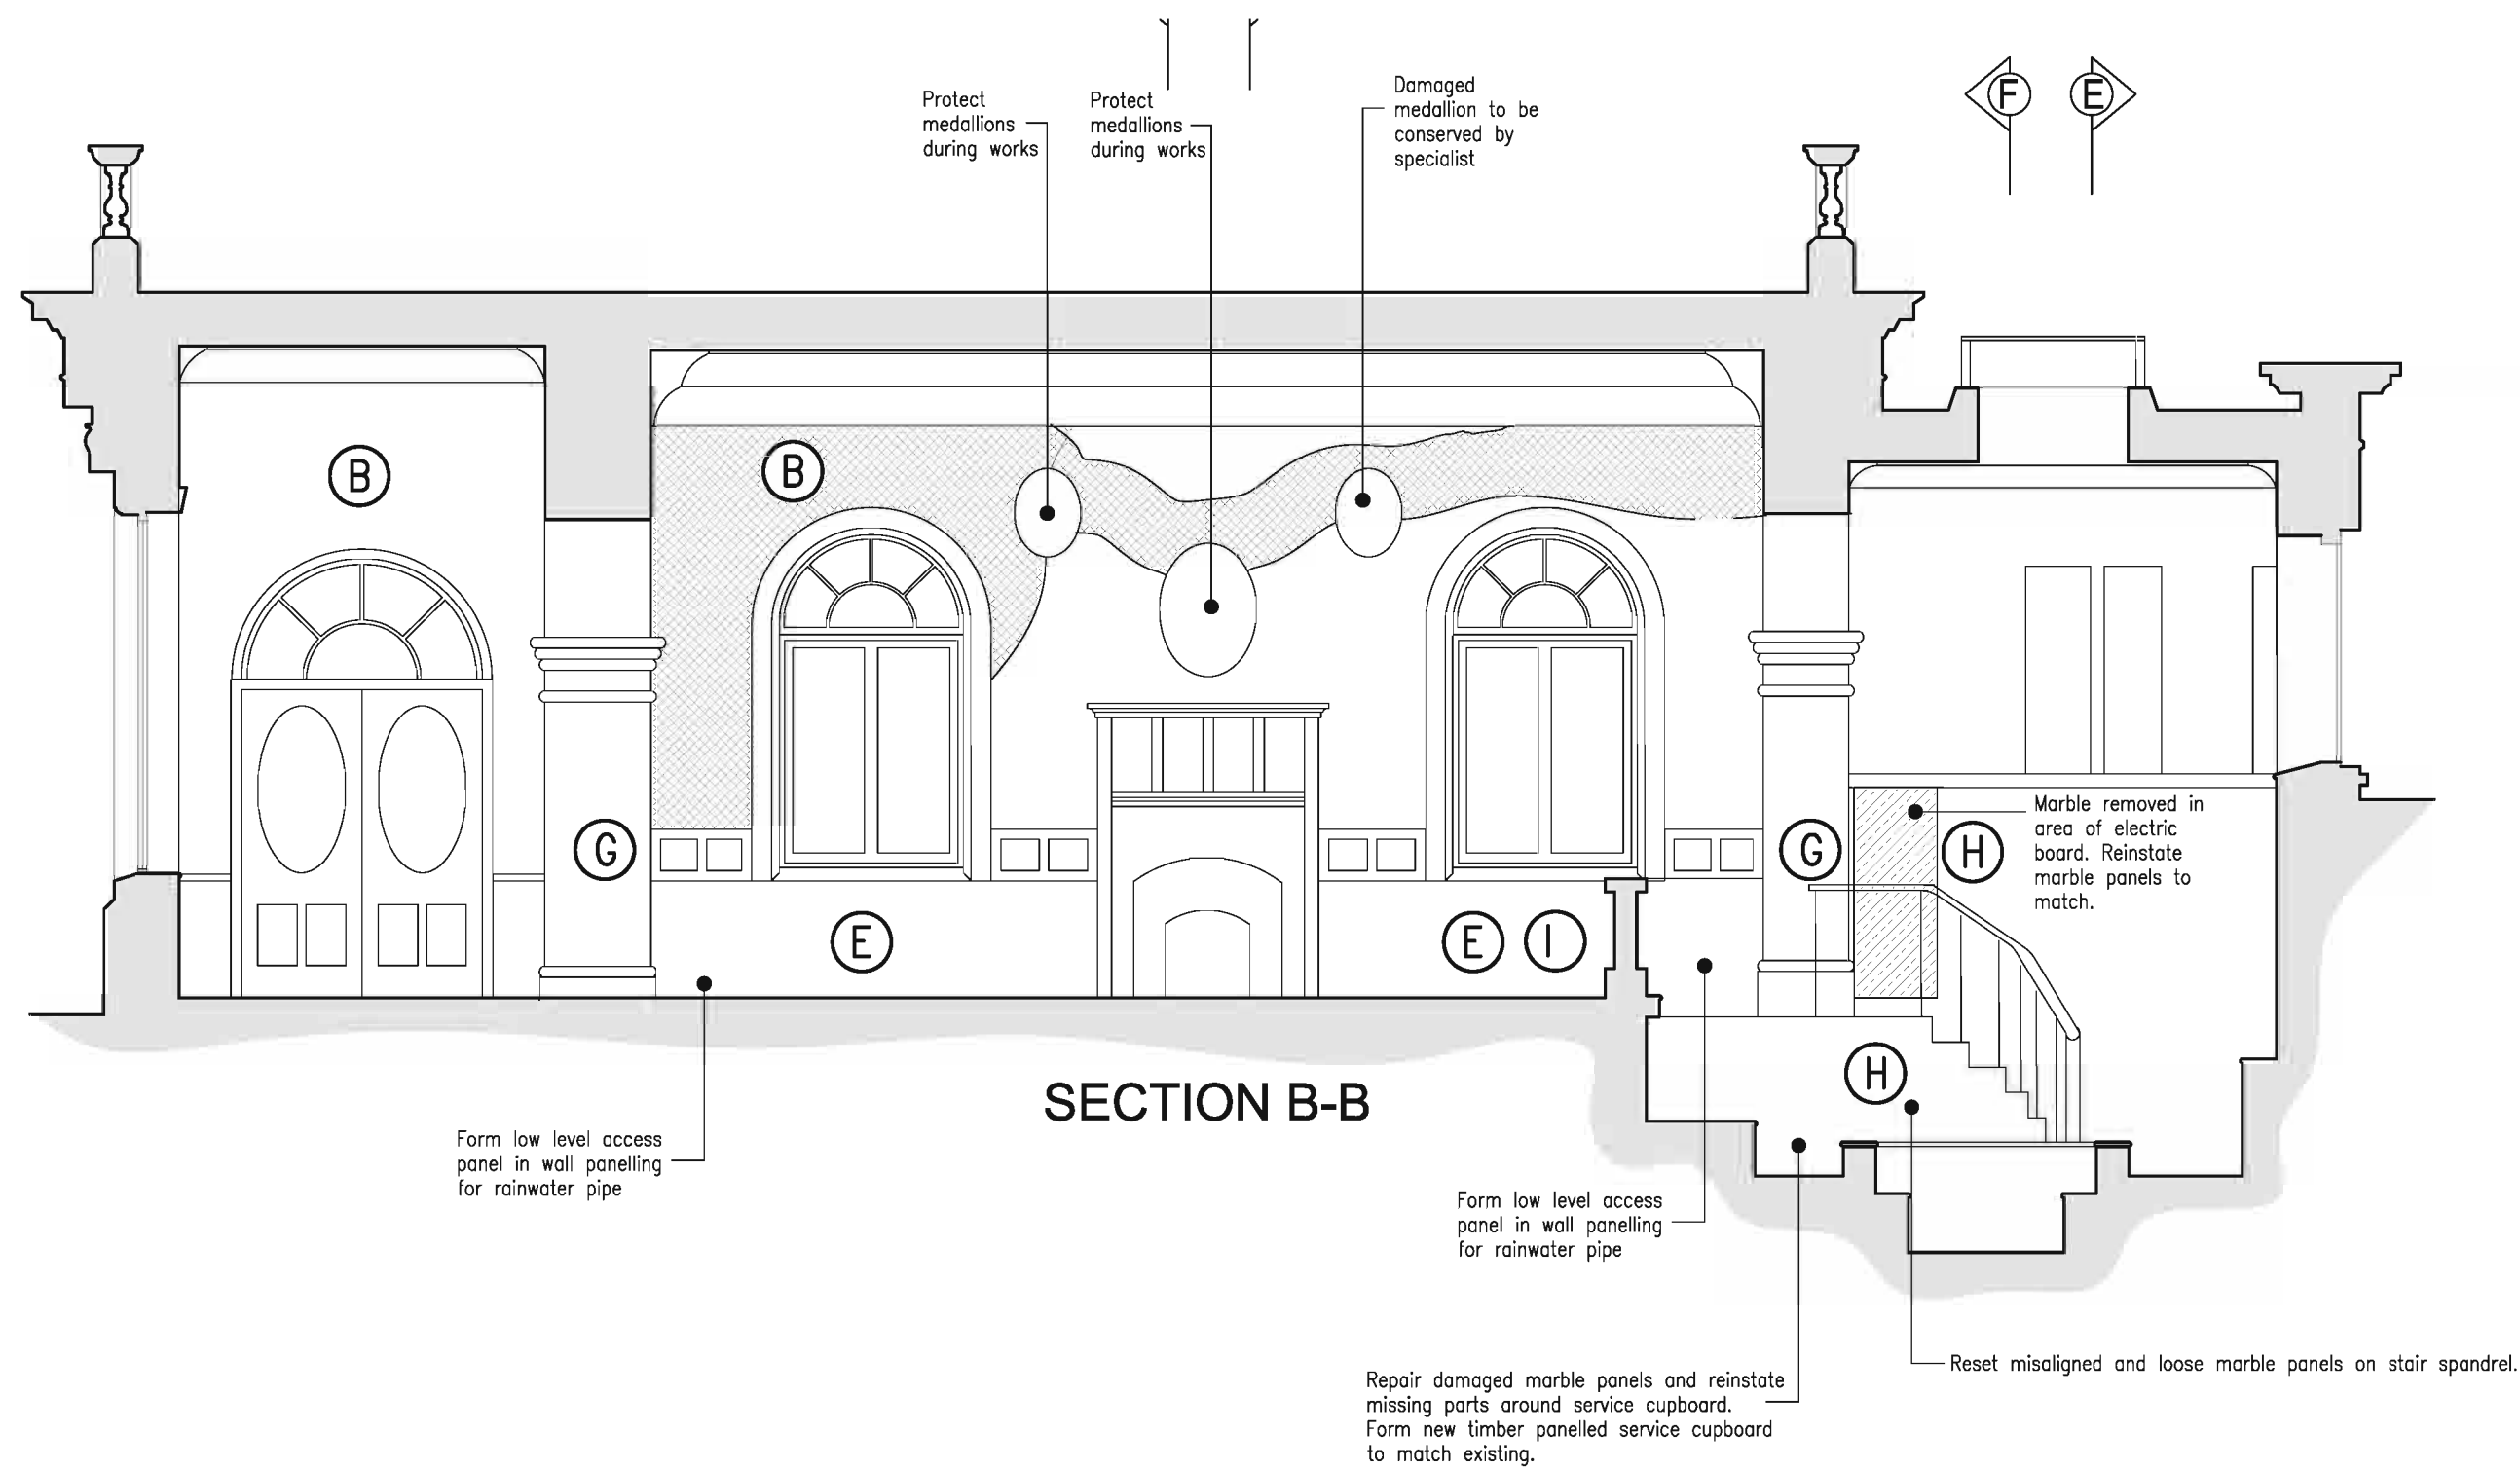 Protect
medallions
during works
Protect
medallions
during works
Damaged
medallion to be
conserved by
specialist
F
E
B
B
G
G
H
Marble removed in
area of electric
board. Reinstate
marble panels to
match.
E
E
I
H
SECTION B-B
Form low level access
panel in wall panelling
for rainwater pipe
Form low level access
panel in wall panelling
for rainwater pipe
Reset misaligned and loose marble panels on stair spandrel.
Repair damaged marble panels and reinstate
missing parts around service cupboard.
Form new timber panelled service cupboard
to match existing.